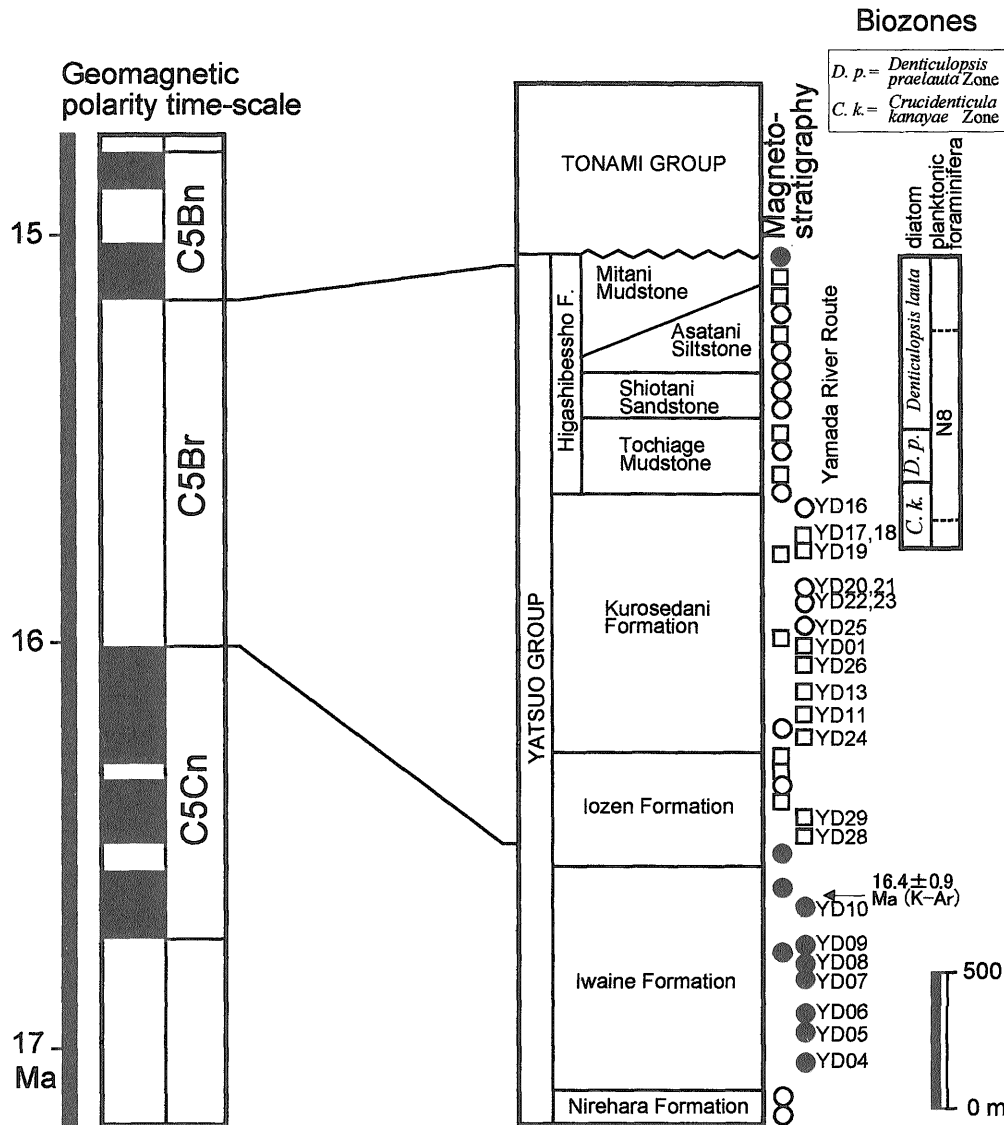 Biozones
D. p.= Denticulopsis praelauta Zone
C. k.= Crucidenticula kanayae Zone
Geomagnetic
polarity time-scale
15
16
17
Ma
C5Bn
C5Br
C5Cn
TONAMI GROUP
YATSUO GROUP
Higashibessho F.
Mitani
Mudstone
Asatani
Siltstone
Shiotani
Sandstone
Tochiage
Mudstone
Kurosedani
Formation
Iozen Formation
Iwaine Formation
Nirehara Formation
Magneto-
stratigraphy
Yamada River Route
YD16
YD17,18
YD19
YD20,21
YD22,23
YD25
YD01
YD26
YD13
YD11
YD24
YD29
YD28
16.4±0.9
Ma (K-Ar)
YD10
YD09
YD08
YD07
YD06
YD05
YD04
diatom
planktonic
foraminifera
Denticulopsis lauta
D. p.
C. k.
N8
500
0 m